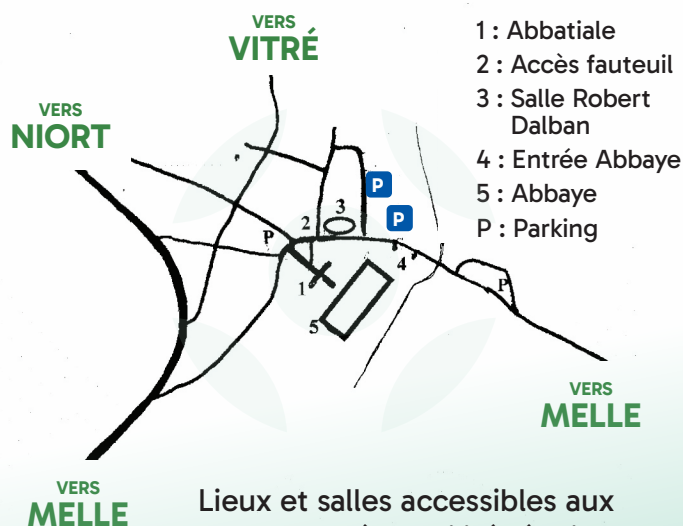 VERS
VITRÉ
VERS
NIORT
1 : Abbatiale
2 : Accès fauteuil
3 : Salle Robert
Dalban
4 : Entrée Abbaye
5 : Abbaye
P : Parking
P
3
2
P
P
4
1
P
5
VERS
MELLE
VERS
MELLE
Lieux et salles accessibles aux